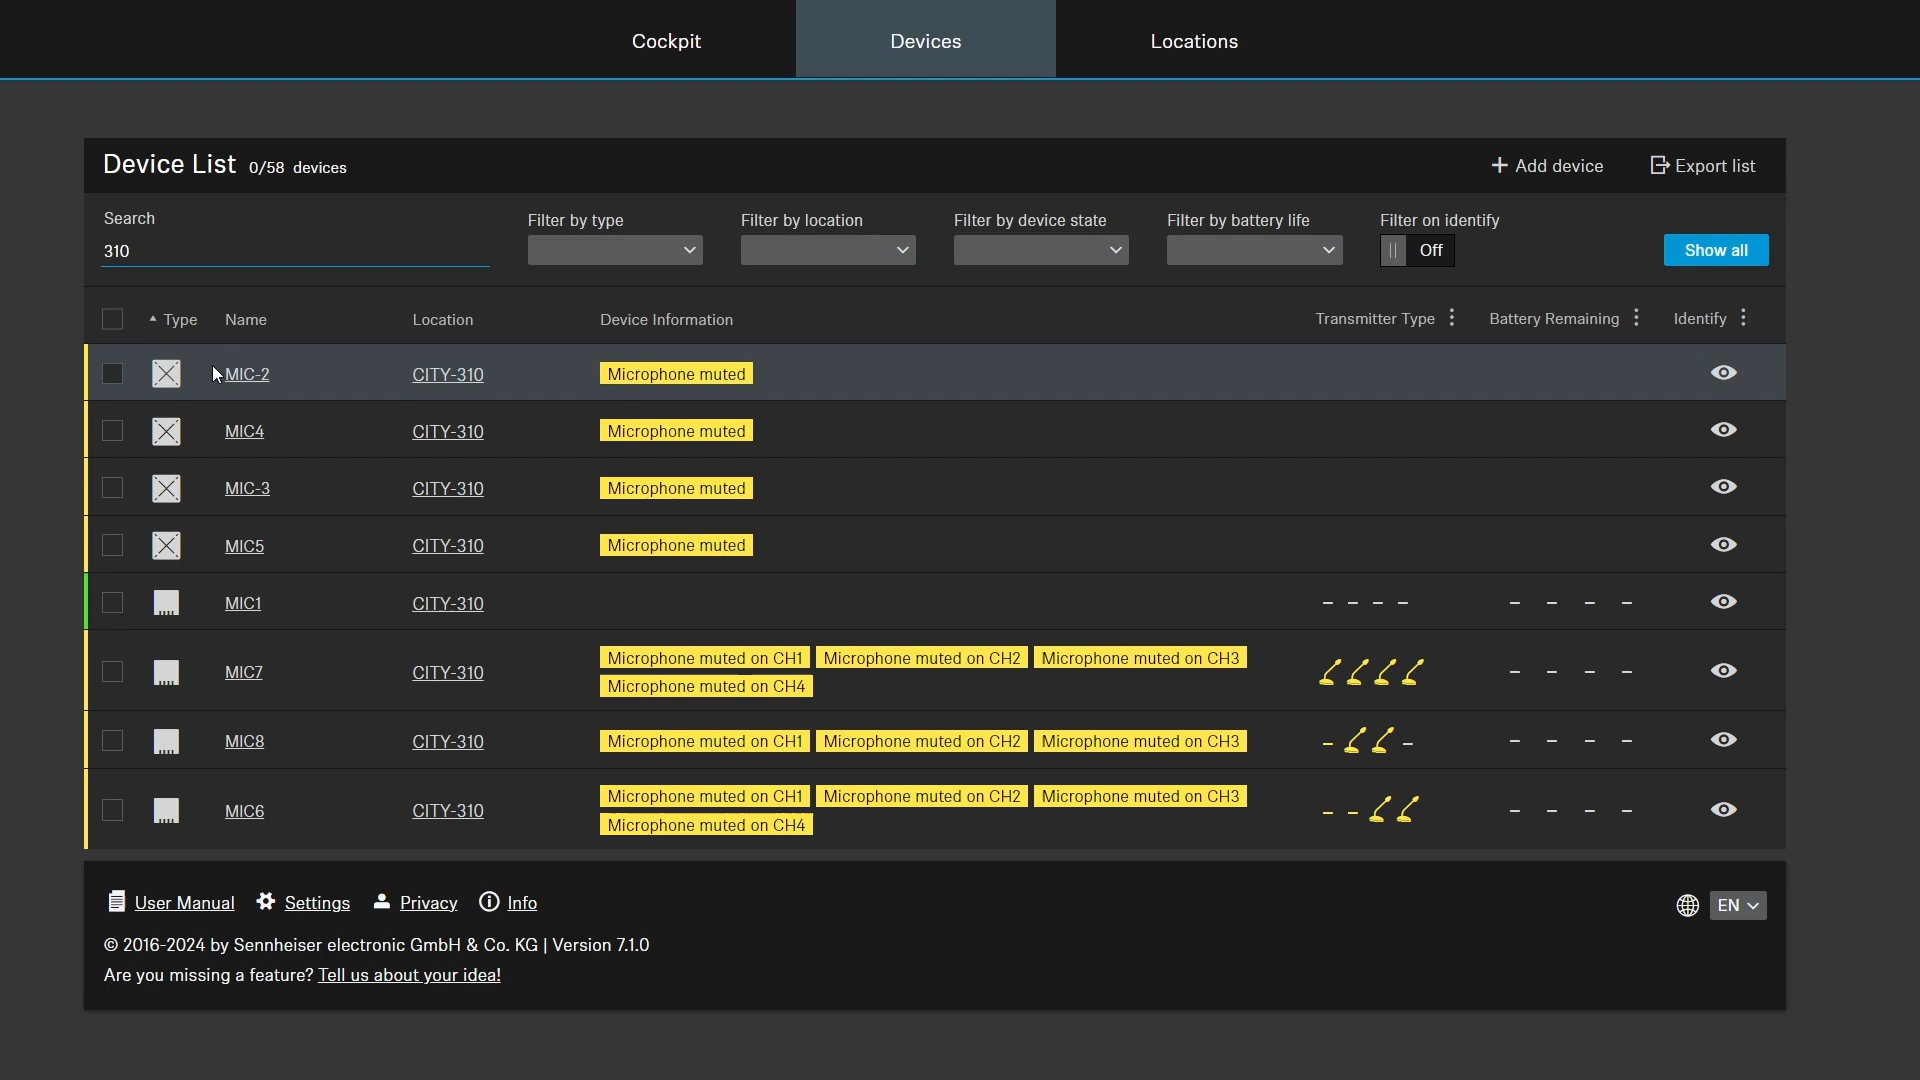 Cockpit Devices Locations
Device List 0/58 devices + Add device Export list
Search Filter by type Filter by location Filter by device state Filter by battery life Filter on identify
310 Off Show all
Type Name Location Device Information Transmitter Type Battery Remaining Identify
MIC-2 CITY-310 Microphone muted
MIC4 CITY-310 Microphone muted
MIC-3 CITY-310 Microphone muted
MIC5 CITY-310 Microphone muted
MIC1 CITY-310 – – – – – – – –
MIC7 CITY-310 Microphone muted on CH1 Microphone muted on CH2 Microphone muted on CH3 – – – –
Microphone muted on CH4
MIC8 CITY-310 Microphone muted on CH1 Microphone muted on CH2 Microphone muted on CH3 – – – – – –
MIC6 CITY-310 Microphone muted on CH1 Microphone muted on CH2 Microphone muted on CH3 – – – – – –
Microphone muted on CH4
User Manual Settings Privacy Info EN
© 2016-2024 by Sennheiser electronic GmbH & Co. KG | Version 7.1.0
Are you missing a feature? Tell us about your idea!